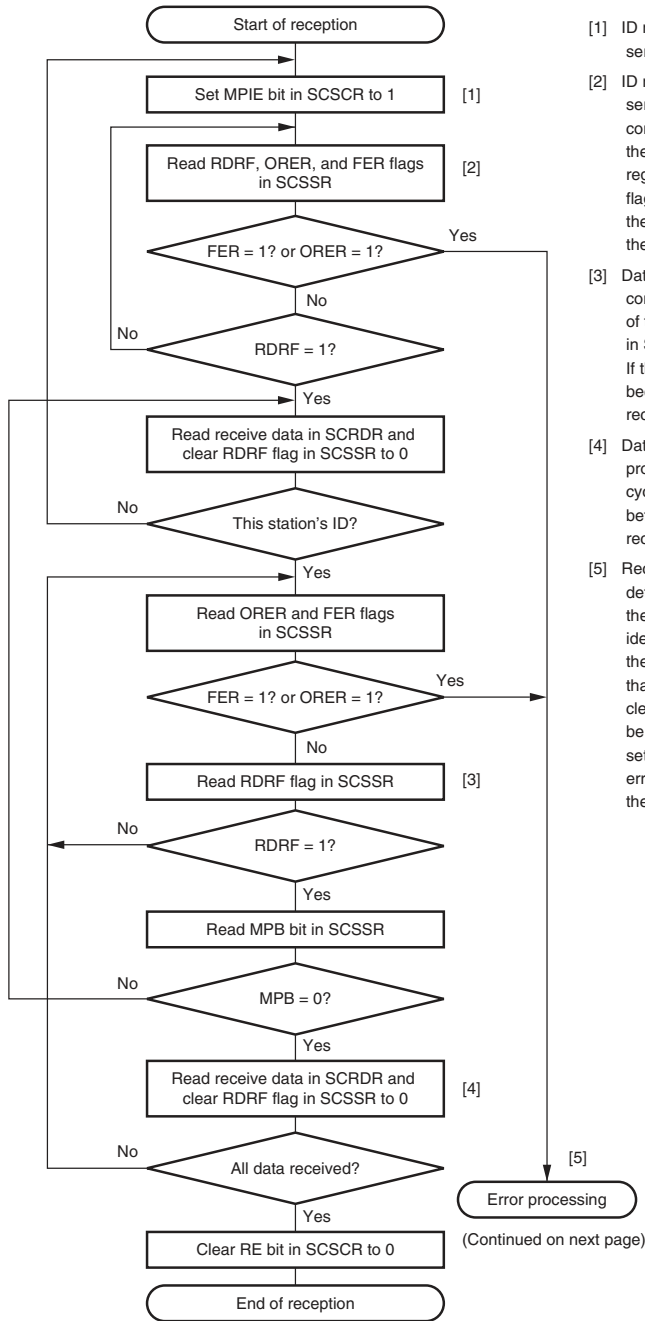 Start of reception
Set MPIE bit in SCSCR to 1
[1]
Read RDRF, ORER, and FER flags
in SCSSR
[2]
FER = 1? or ORER = 1?
Yes
No
RDRF = 1?
No
Yes
Read receive data in SCRDR and
clear RDRF flag in SCSSR to 0
This station's ID?
No
Yes
Read ORER and FER flags
in SCSSR
FER = 1? or ORER = 1?
Yes
No
Read RDRF flag in SCSSR
[3]
RDRF = 1?
No
Yes
Read MPB bit in SCSSR
MPB = 0?
No
Yes
Read receive data in SCRDR and
clear RDRF flag in SCSSR to 0
[4]
All data received?
No
Yes
Clear RE bit in SCSCR to 0
End of reception
[5]
Error processing
(Continued on next page)
[1] ID
[2] ID
the
reg
flag
the
the
[3] Dat
con
of
in S
If
bec
rec
[4] Dat
pro
cyc
bet
rec
[5] Rec
det
the
ide
the
tha
cle
be
set
err
the